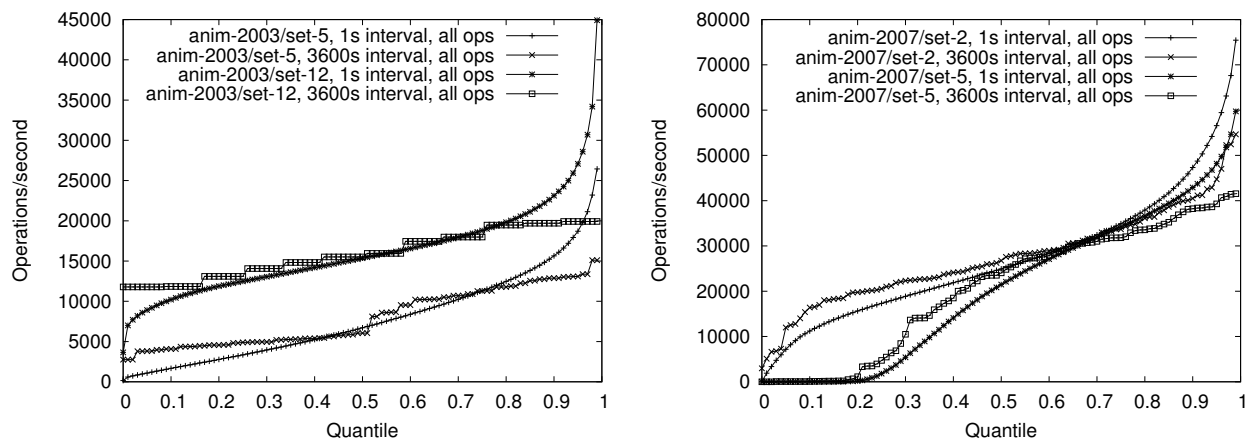 45000
40000
35000
30000
25000
20000
15000
10000
5000
0
Operations/second
anim-2003/set-5, 1s interval, all ops
anim-2003/set-5, 3600s interval, all ops
anim-2003/set-12, 1s interval, all ops
anim-2003/set-12, 3600s interval, all ops
0 0.1 0.2 0.3 0.4 0.5 0.6 0.7 0.8 0.9 1
Quantile
80000
70000
60000
50000
40000
30000
20000
10000
0
Operations/second
anim-2007/set-2, 1s interval, all ops
anim-2007/set-2, 3600s interval, all ops
anim-2007/set-5, 1s interval, all ops
anim-2007/set-5, 3600s interval, all ops
0 0.1 0.2 0.3 0.4 0.5 0.6 0.7 0.8 0.9 1
Quantile